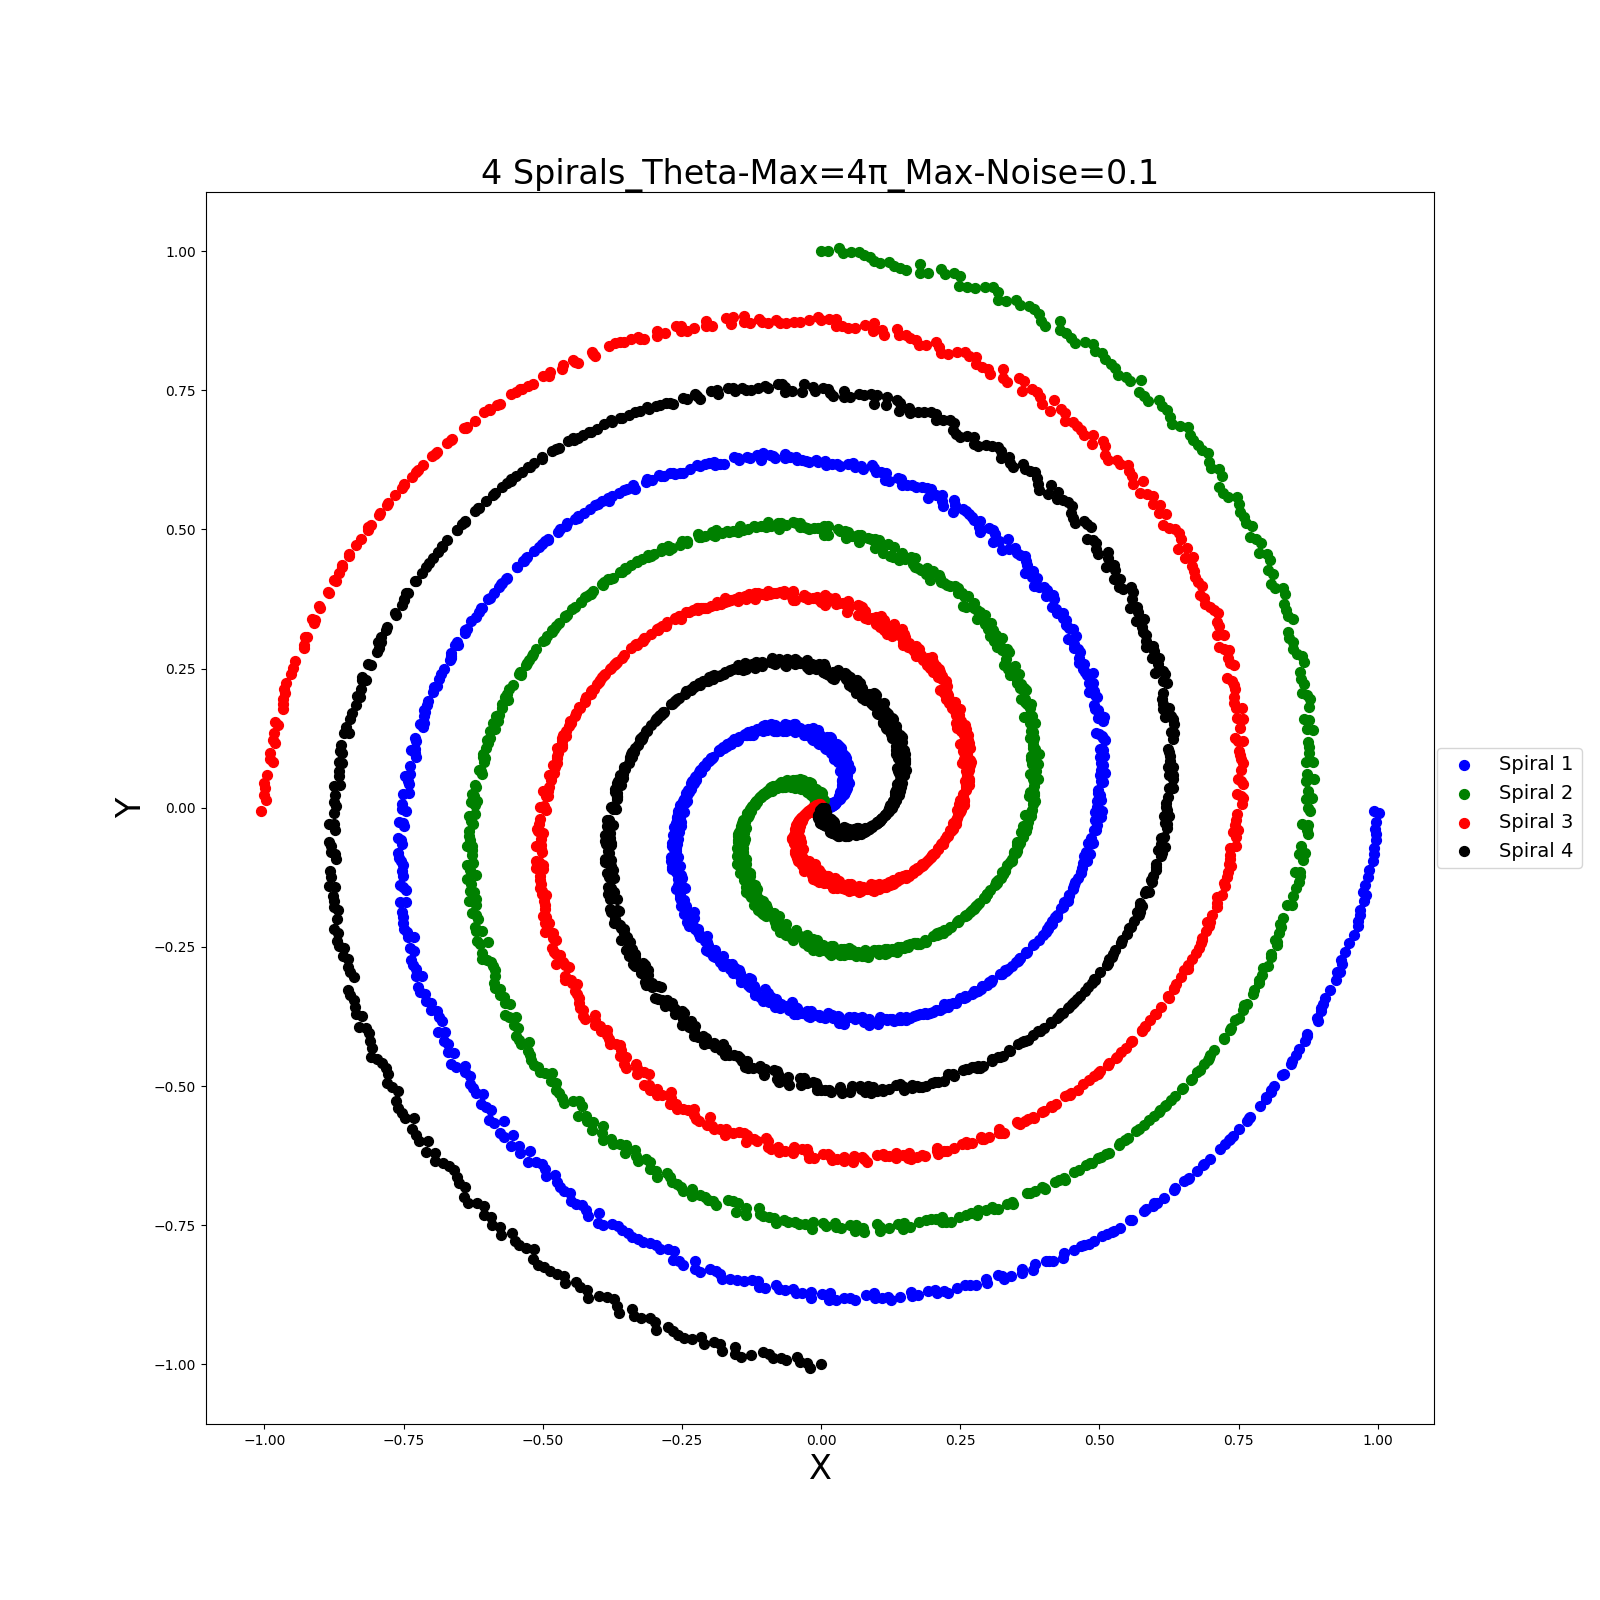 4 Spirals_Theta-Max=4π_Max-Noise=0.1
1.00
0.75
0.50
0.25
0.00
−0.25
−0.50
−0.75
−1.00
Y
−1.00 −0.75 −0.50 −0.25 0.00 0.25 0.50 0.75 1.00
X
Spiral 1
Spiral 2
Spiral 3
Spiral 4